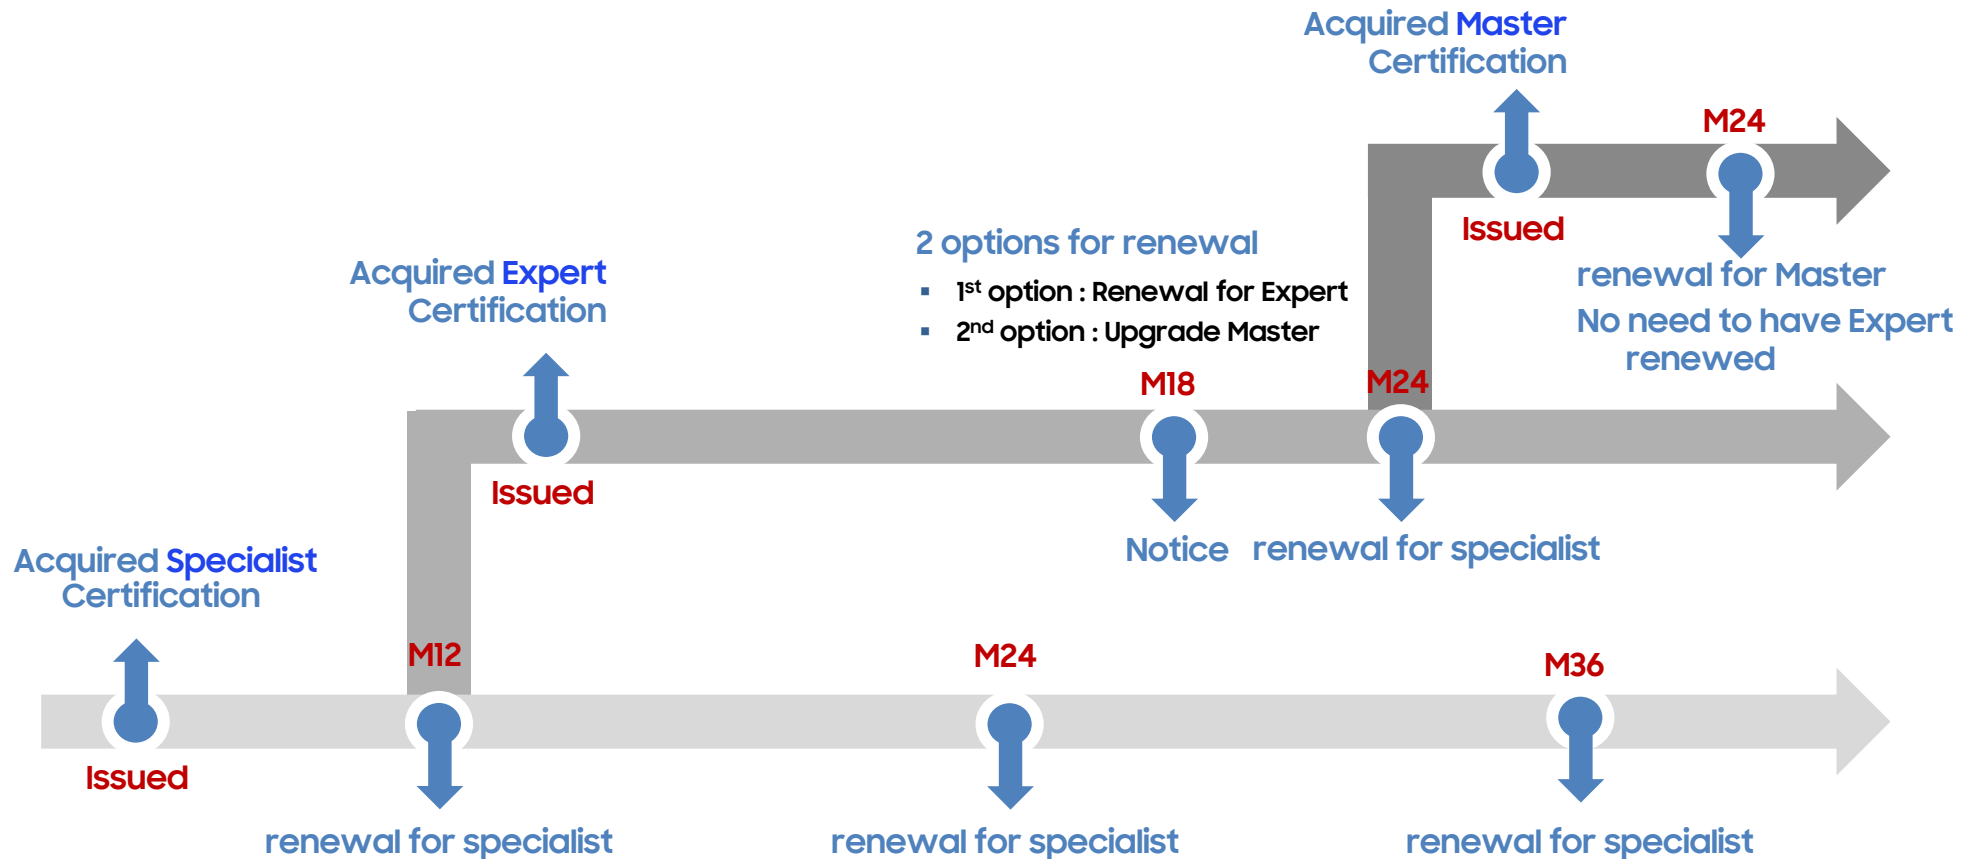 Acquired Master
Certification
M24
Issued
renewal for Master
No need to have Expert
renewed
2 options for renewal
▪ 1st option : Renewal for Expert
▪ 2nd option : Upgrade Master
Acquired Expert
Certification
M18
M24
Issued
Notice
renewal for specialist
Acquired Specialist
Certification
M12
M24
M36
Issued
renewal for specialist
renewal for specialist
renewal for specialist